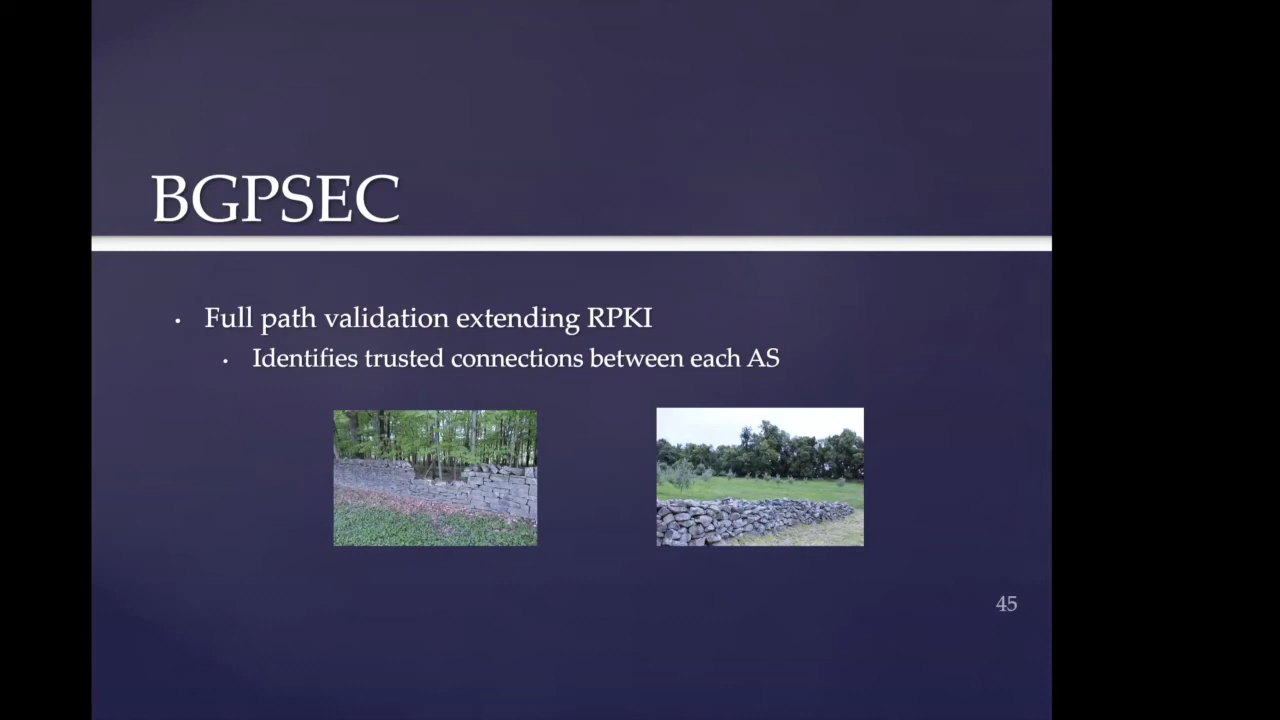 BGPSEC
• Full path validation extending RPKI
• Identifies trusted connections between each AS
45